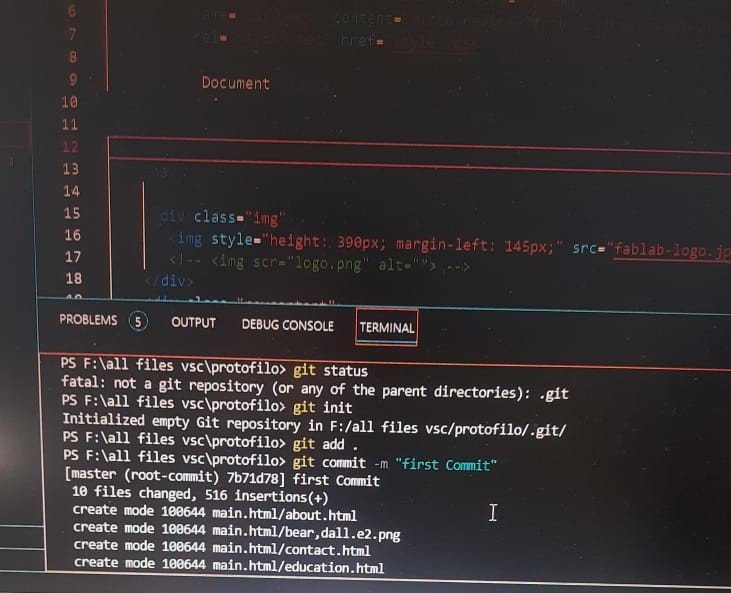 6
content=
7
href=
8
9
Document
10
11
12
13
14
15
div class="img"
16
img style="height: 390px; margin-left: 145px;" src="fablab-logo.jp
17
<!-- <img scr="logo.png" alt=""> -->
18
</div>
PROBLEMS 5 OUTPUT DEBUG CONSOLE TERMINAL
PS F:\all files vsc\protofilo> git status
fatal: not a git repository (or any of the parent directories): .git
PS F:\all files vsc\protofilo> git init
Initialized empty Git repository in F:/all files vsc/protofilo/.git/
PS F:\all files vsc\protofilo> git add .
PS F:\all files vsc\protofilo> git commit -m "first Commit"
[master (root-commit) 7b71d78] first Commit
10 files changed, 516 insertions(+)
create mode 100644 main.html/about.html
create mode 100644 main.html/bear,dall.e2.png
create mode 100644 main.html/contact.html
create mode 100644 main.html/education.html